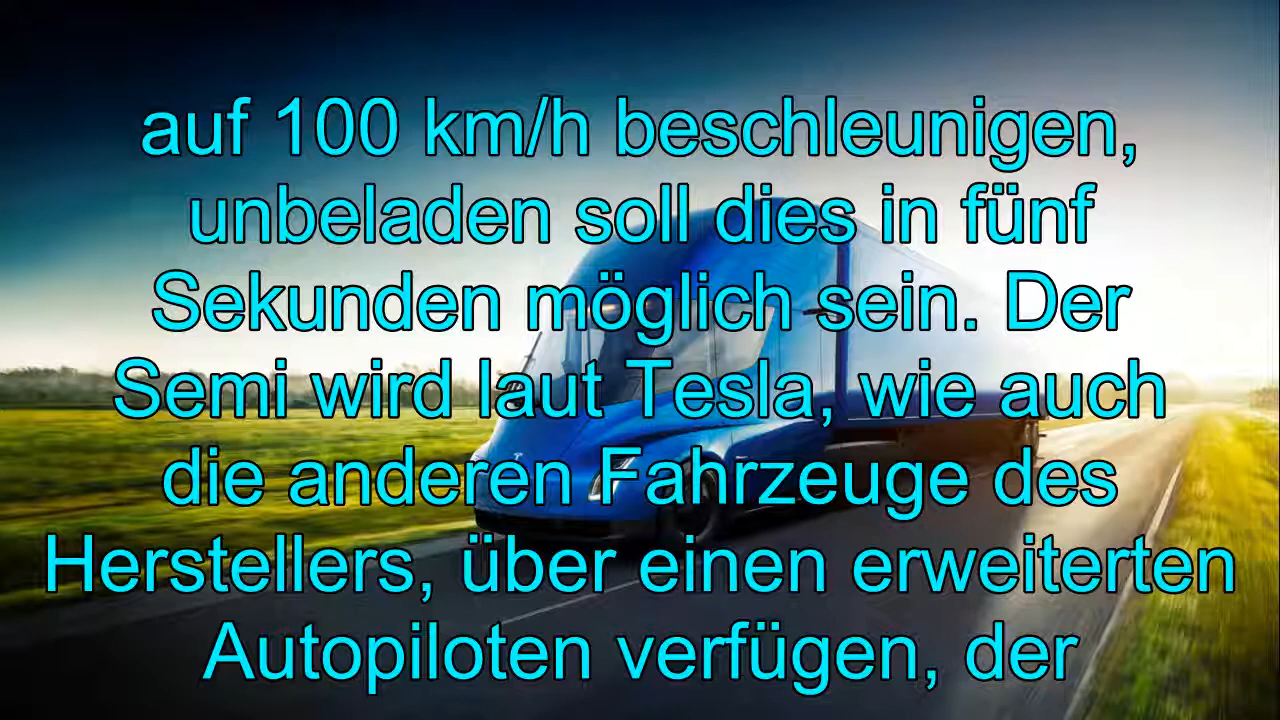 auf 100 km/h beschleunigen,
unbeladen soll dies in fünf
Sekunden möglich sein. Der
Semi wird laut Tesla, wie auch
die anderen Fahrzeuge des
Herstellers, über einen erweiterten
Autopiloten verfügen, der